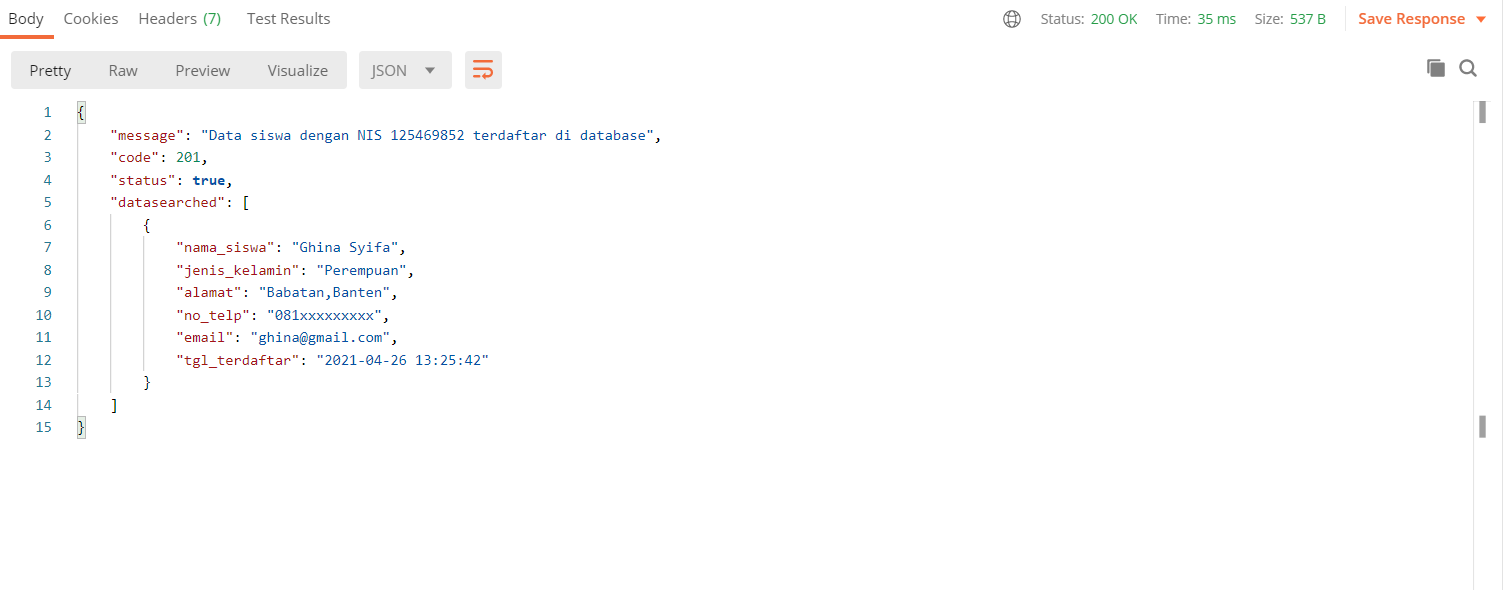 Body Cookies Headers (7) Test Results Status: 200 OK Time: 35 ms Size: 537 B Save Response
Pretty Raw Preview Visualize JSON
1 {
2 "message": "Data siswa dengan NIS 125469852 terdaftar di database",
3 "code": 201,
4 "status": true,
5 "datasearched": [
6 {
7 "nama_siswa": "Ghina Syifa",
8 "jenis_kelamin": "Perempuan",
9 "alamat": "Babatan,Banten",
10 "no_telp": "081xxxxxxxxx",
11 "email": "ghina@gmail.com",
12 "tgl_terdaftar": "2021-04-26 13:25:42"
13 }
14 ]
15 }